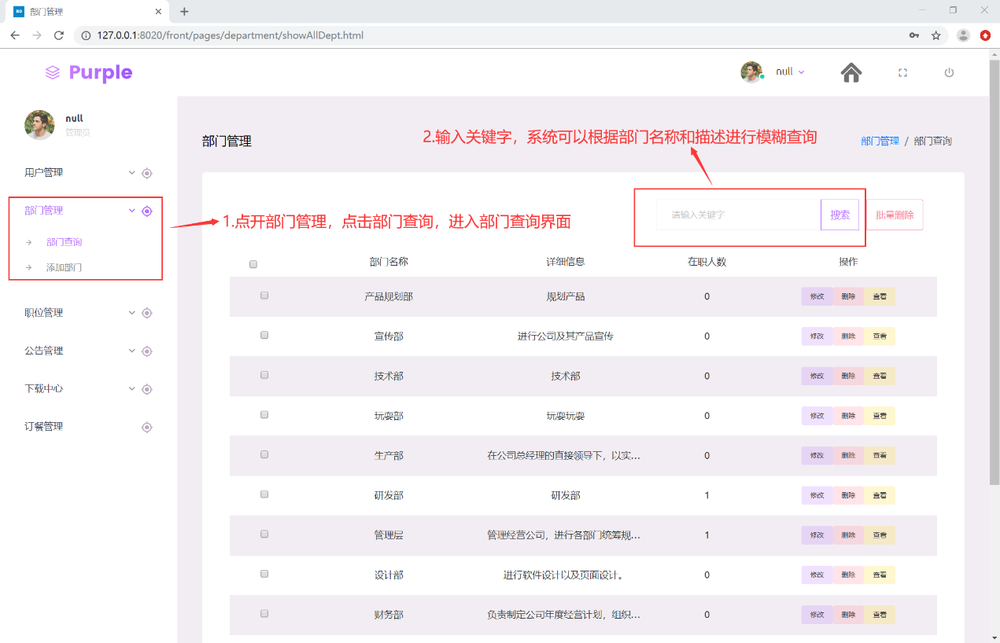 部门管理
127.0.0.1:8020/front/pages/department/showAllDept.html
Purple
null
null
管理员
用户管理
部门管理
部门查询
添加部门
职位管理
公告管理
下载中心
订餐管理
部门管理
2.输入关键字，系统可以根据部门名称和描述进行模糊查询
部门管理 / 部门查询
1.点开部门管理，点击部门查询，进入部门查询界面
请输入关键字 搜索 批量删除
部门名称 详细信息 在职人数 操作
产品规划部 规划产品 0 修改 删除 查看
宣传部 进行公司及其产品宣传 0 修改 删除 查看
技术部 技术部 0 修改 删除 查看
玩耍部 玩耍玩耍 0 修改 删除 查看
生产部 在公司总经理的直接领导下，以实... 0 修改 删除 查看
研发部 研发部 1 修改 删除 查看
管理层 管理经营公司，进行各部门统筹规... 1 修改 删除 查看
设计部 进行软件设计以及页面设计。 0 修改 删除 查看
财务部 负责制定公司年度经营计划，组织... 0 修改 删除 查看